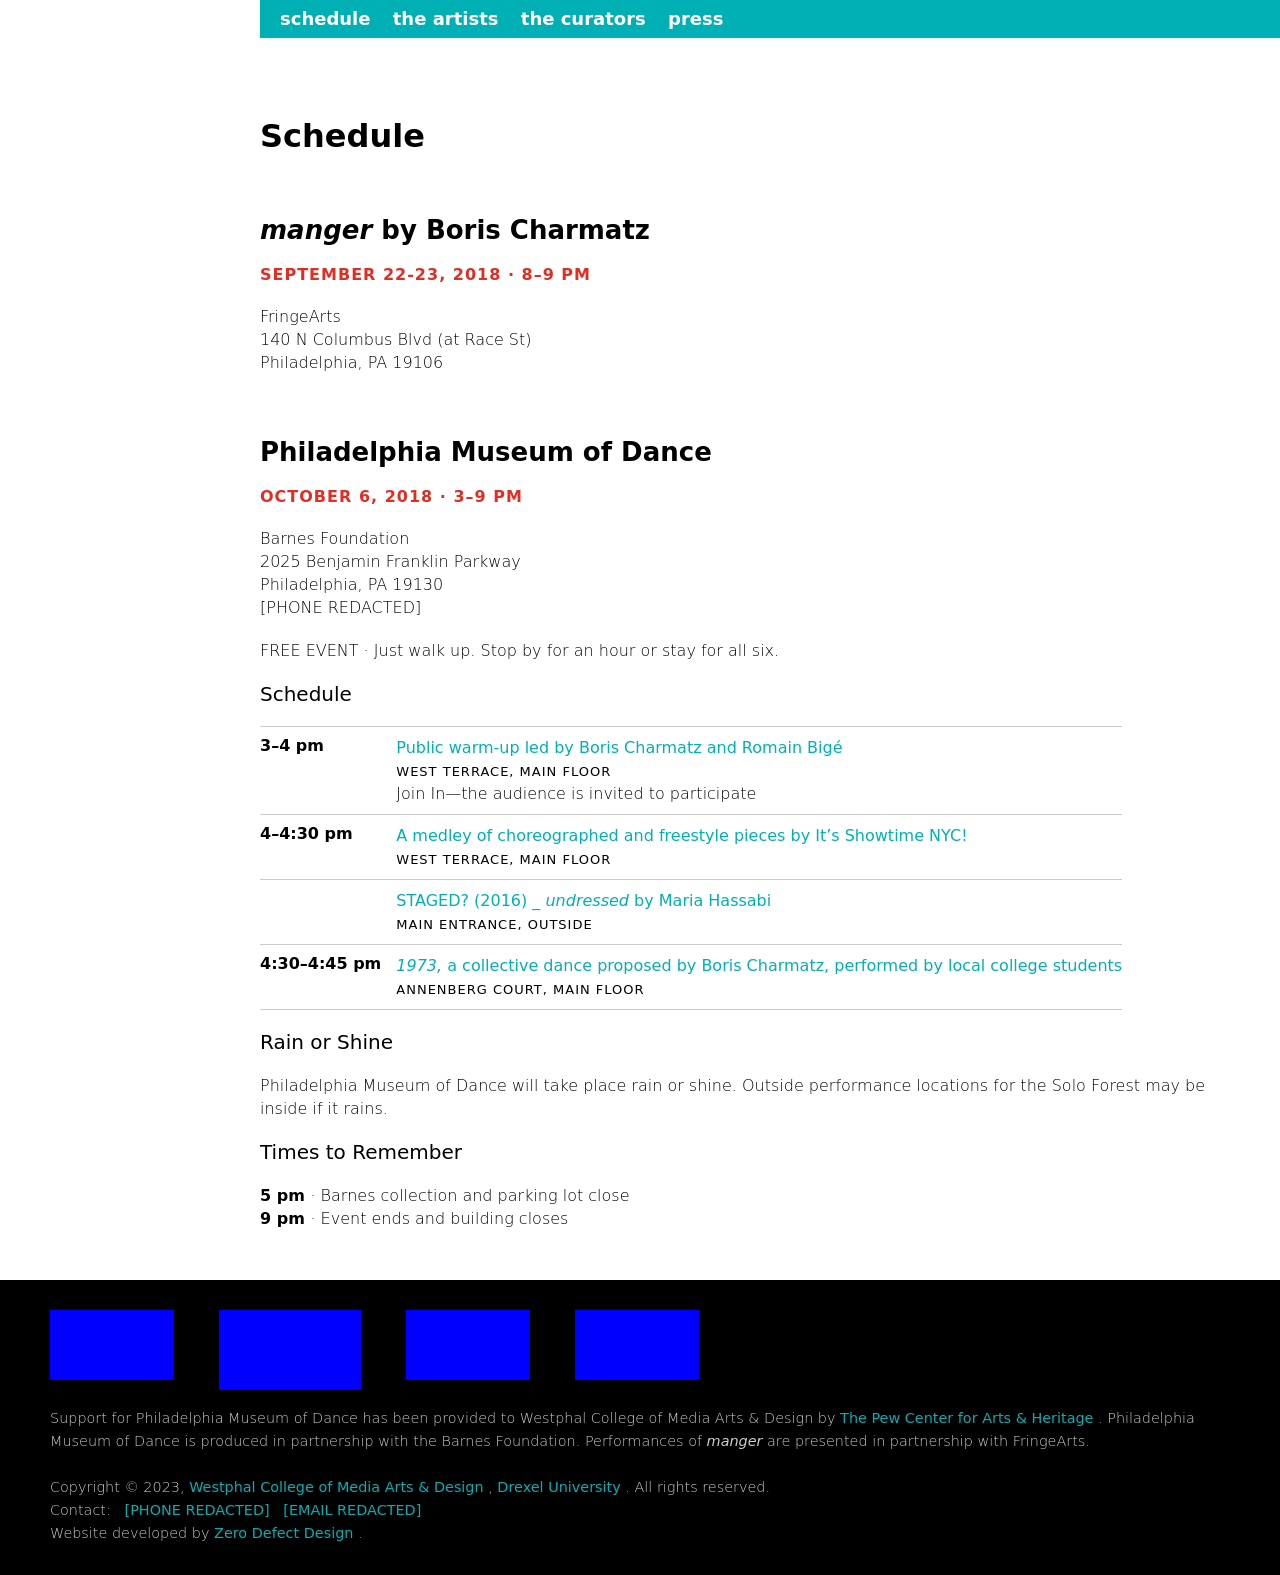 schedule the artists the curators press
Schedule
manger by Boris Charmatz
SEPTEMBER 22-23, 2018 · 8–9 PM
FringeArts
140 N Columbus Blvd (at Race St)
Philadelphia, PA 19106
Philadelphia Museum of Dance
OCTOBER 6, 2018 · 3–9 PM
Barnes Foundation
2025 Benjamin Franklin Parkway
Philadelphia, PA 19130
[PHONE REDACTED]
FREE EVENT · Just walk up. Stop by for an hour or stay for all six.
Schedule
3–4 pm Public warm-up led by Boris Charmatz and Romain Bigé
WEST TERRACE, MAIN FLOOR
Join In—the audience is invited to participate
4–4:30 pm A medley of choreographed and freestyle pieces by It’s Showtime NYC!
WEST TERRACE, MAIN FLOOR
STAGED? (2016) _ undressed by Maria Hassabi
MAIN ENTRANCE, OUTSIDE
4:30–4:45 pm 1973, a collective dance proposed by Boris Charmatz, performed by local college students
ANNENBERG COURT, MAIN FLOOR
Rain or Shine
Philadelphia Museum of Dance will take place rain or shine. Outside performance locations for the Solo Forest may be
inside if it rains.
Times to Remember
5 pm · Barnes collection and parking lot close
9 pm · Event ends and building closes
Support for Philadelphia Museum of Dance has been provided to Westphal College of Media Arts & Design by The Pew Center for Arts & Heritage . Philadelphia
Museum of Dance is produced in partnership with the Barnes Foundation. Performances of manger are presented in partnership with FringeArts.
Copyright © 2023, Westphal College of Media Arts & Design , Drexel University . All rights reserved.
Contact: [PHONE REDACTED] [EMAIL REDACTED]
Website developed by Zero Defect Design .